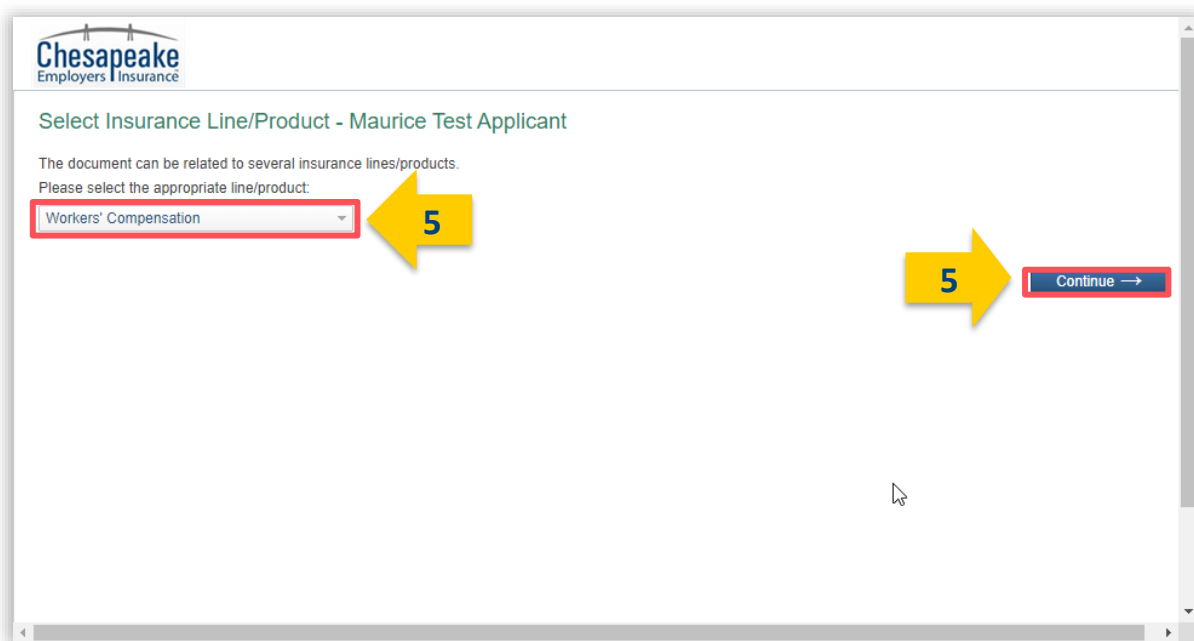 Chesapeake
Employers Insurance
Select Insurance Line/Product - Maurice Test Applicant
The document can be related to several insurance lines/products.
Please select the appropriate line/product:
Workers' Compensation
5
5
Continue →